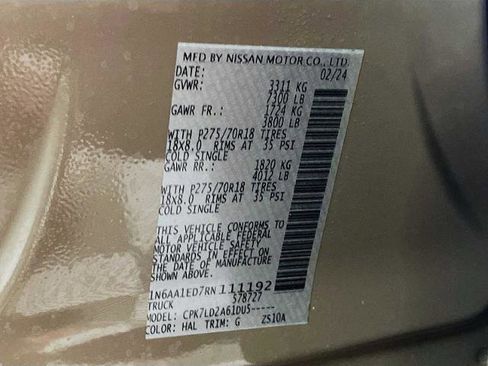 MFD BY NISSAN MOTOR CO., LTD.
DATE: 02/24
GVWR: 3311 KG
7300 LB
GAWR FR.: 1724 KG
3800 LB
WITH P275/70R18 TIRES
18X8.0 RIMS AT 35 PSI
COLD SINGLE
GAWR RR.: 1820 KG
4012 LB
WITH P275/70R18 TIRES
18X8.0 RIMS AT 35 PSI
COLD SINGLE
THIS VEHICLE CONFORMS TO
ALL APPLICABLE FEDERAL
MOTOR VEHICLE SAFETY
STANDARDS IN EFFECT ON
THE DATE OF MANUFACTURE
SHOWN ABOVE.
1N6AA1ED7RN111192
TRUCK 578727
MODEL: CPK7LD2A61DU5-----
COLOR: HAL TRIM: G ZS10A